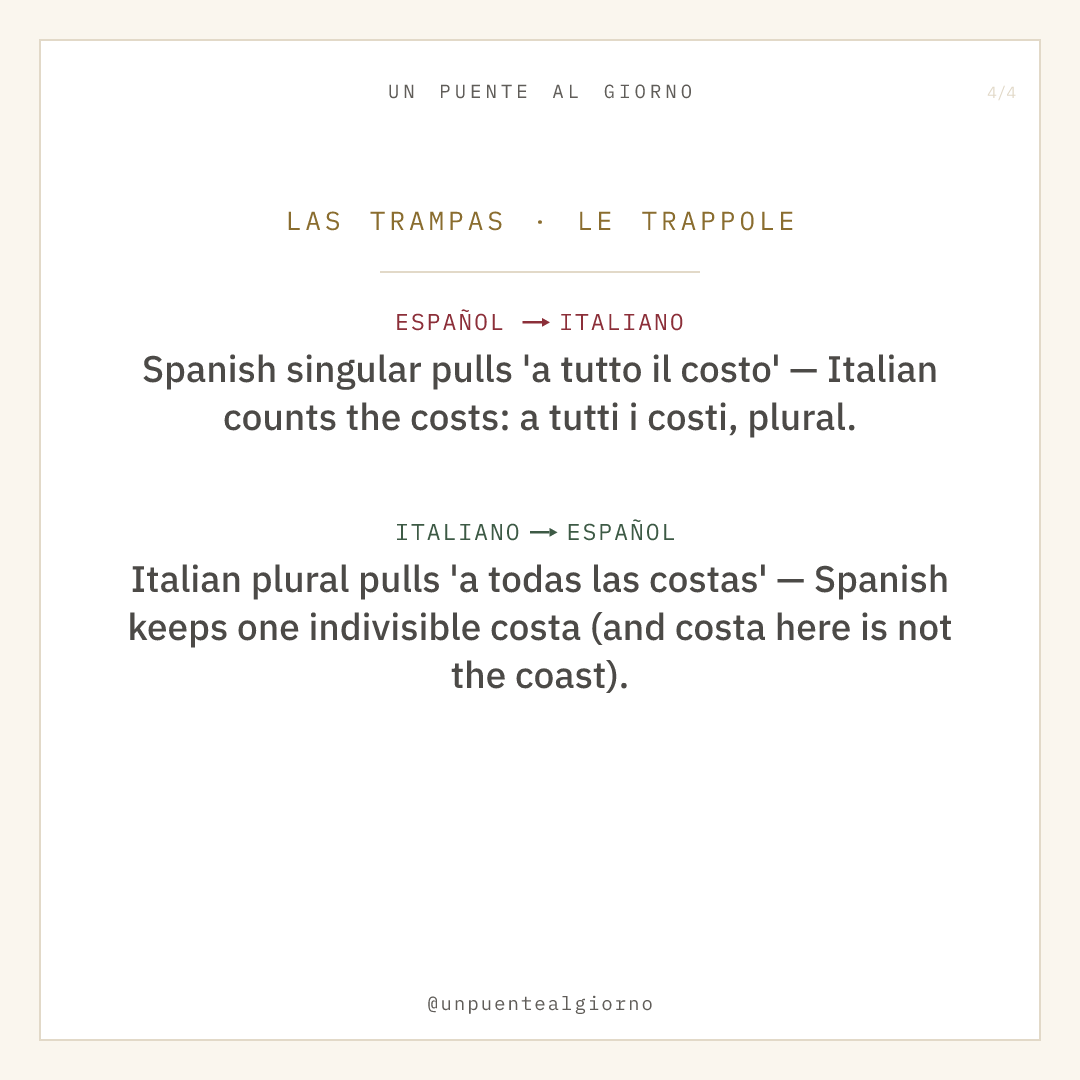 UN PUENTE AL GIORNO
4/4
LAS TRAMPAS · LE TRAPPOLE
ESPAÑOL → ITALIANO
Spanish singular pulls 'a tutto il costo' — Italian
counts the costs: a tutti i costi, plural.
ITALIANO → ESPAÑOL
Italian plural pulls 'a todas las costas' — Spanish
keeps one indivisible costa (and costa here is not
the coast).
@unpuentealgiorno